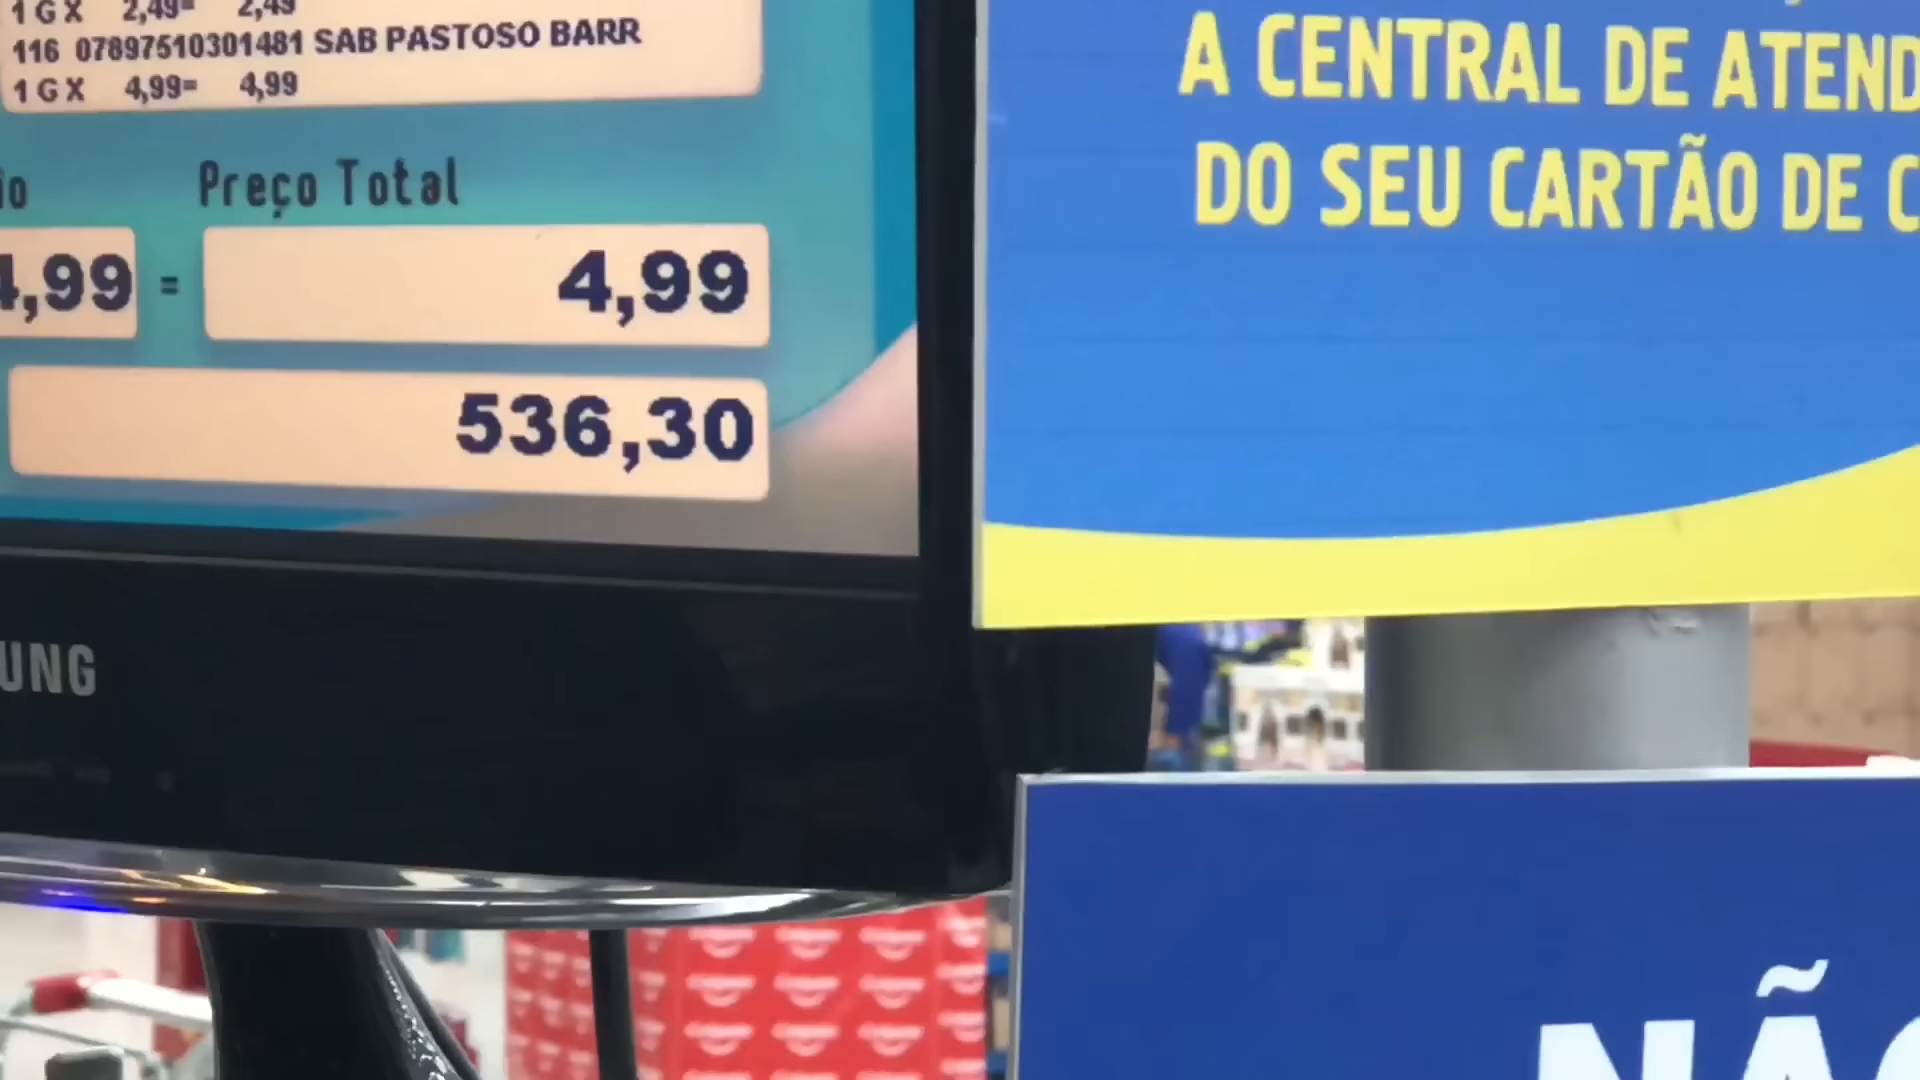 1 G X 2,49= 2,49
116 07897510301481 SAB PASTOSO BARR
1 G X 4,99= 4,99
Preço Total
4,99 = 4,99
536,30
UNG
A CENTRAL DE ATEND
DO SEU CARTÃO DE C
Colgate
NÃO